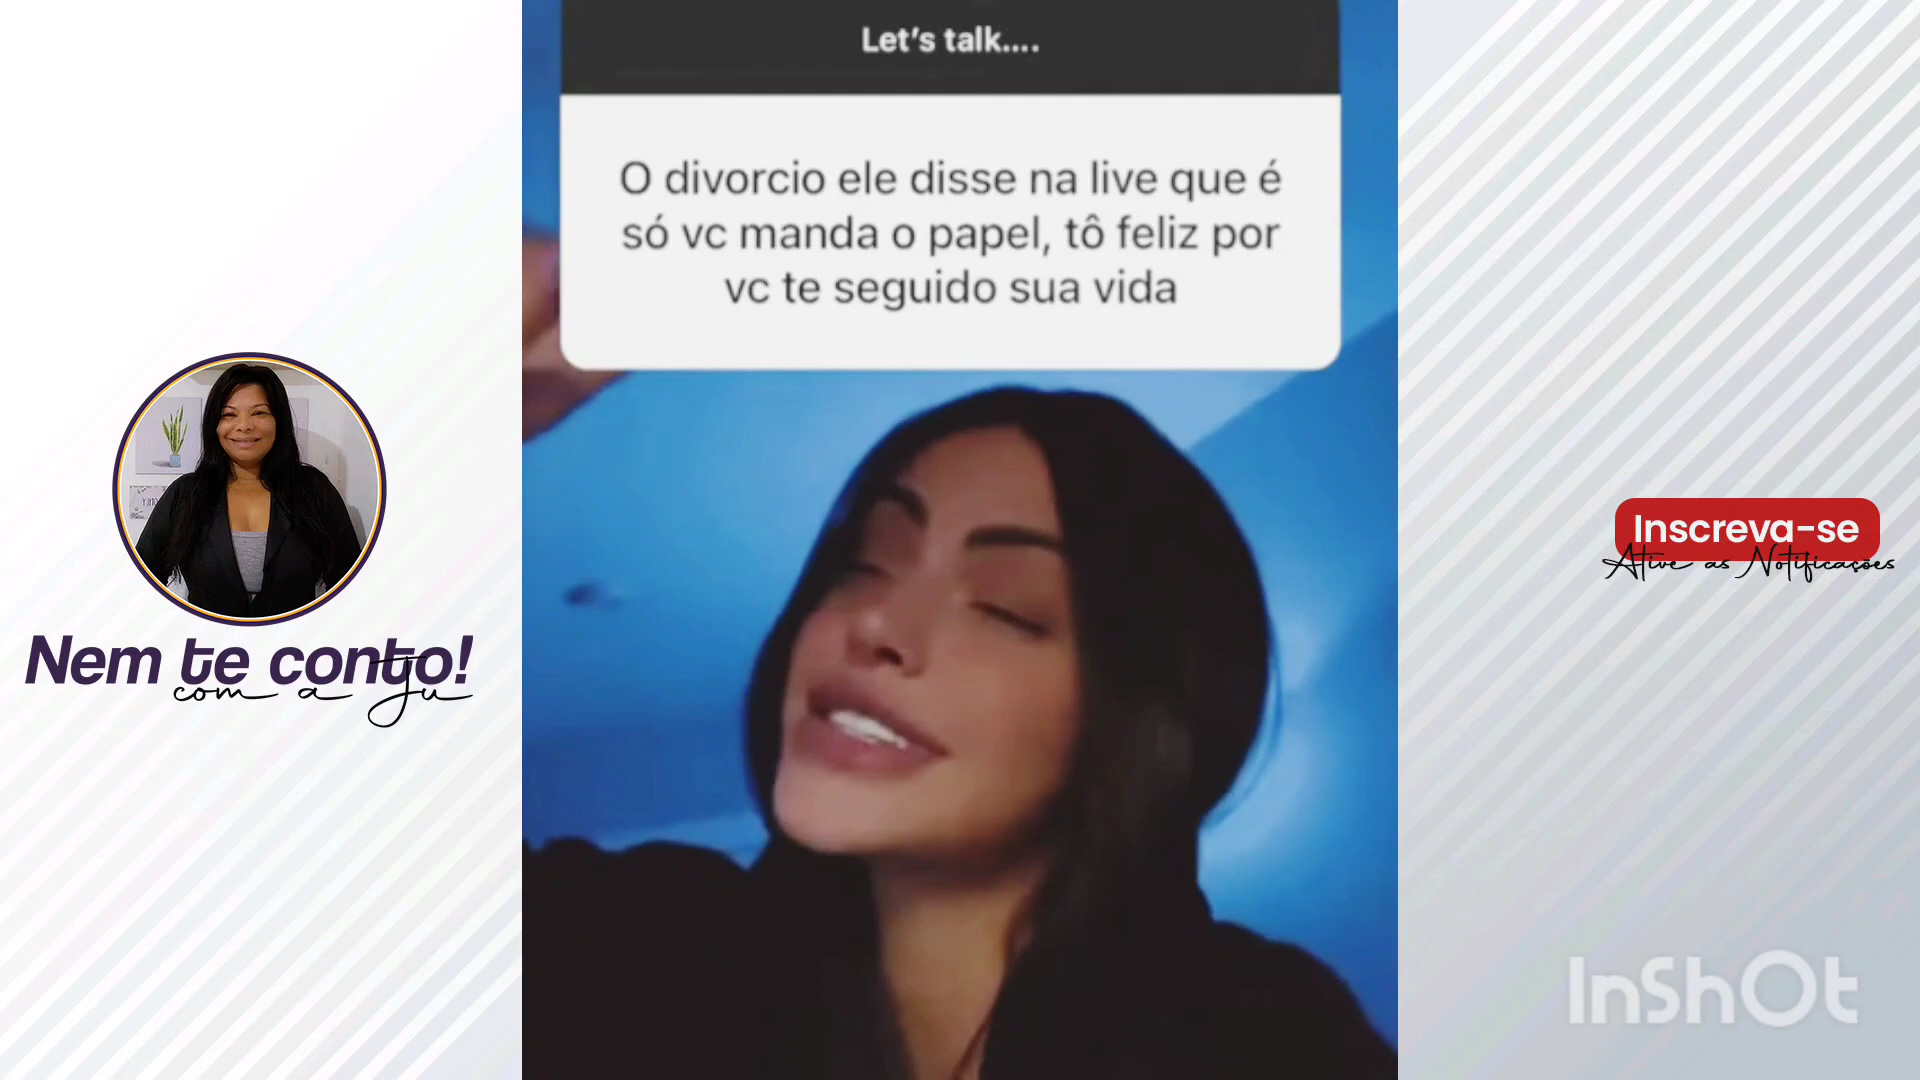 Let's talk....
O divorcio ele disse na live que é
só vc manda o papel, tô feliz por
vc te seguido sua vida
Nem te conto!
com a Ju
Inscreva-se
Ative as Notificações
InShOt